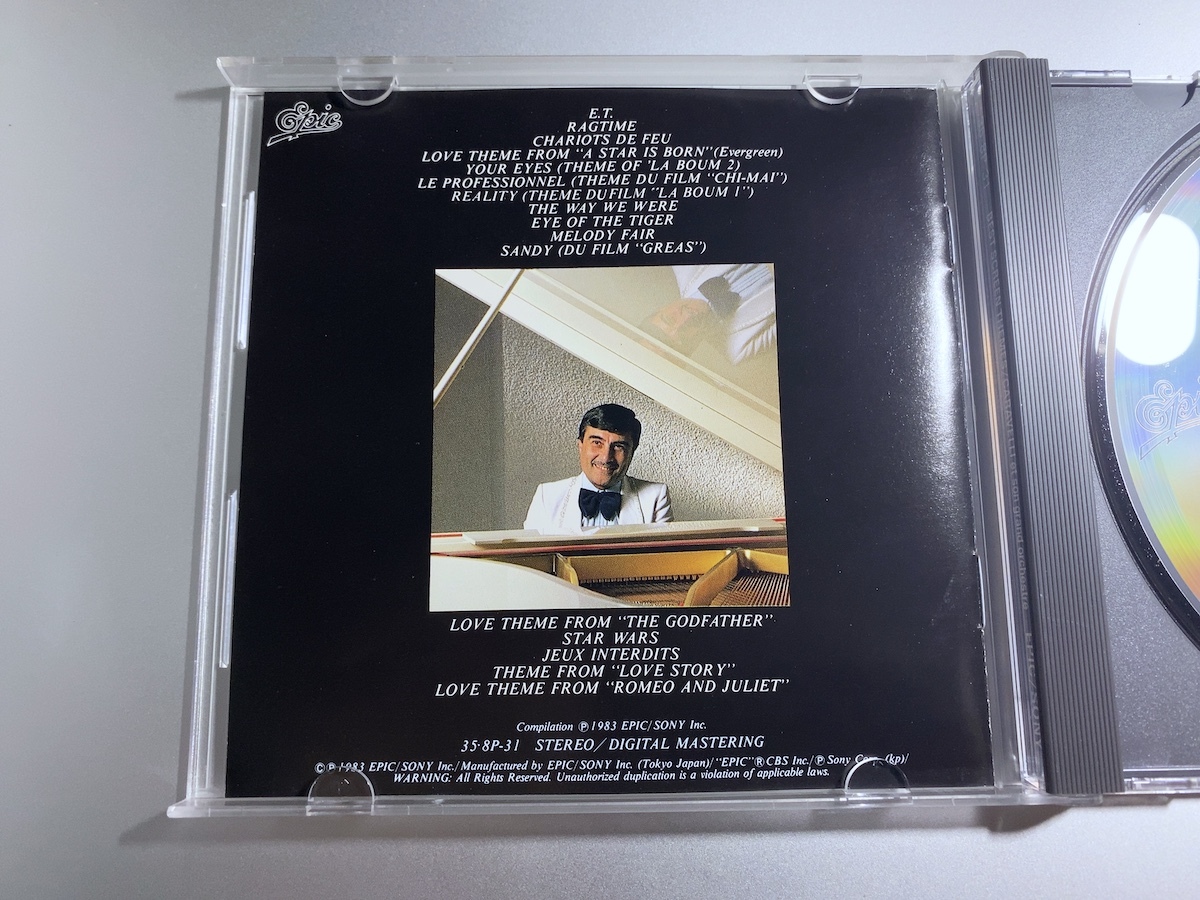 Epic
E.T.
RAGTIME
CHARIOTS DE FEU
LOVE THEME FROM "A STAR IS BORN" (Evergreen)
YOUR EYES (THEME OF 'LA BOUM 2)
LE PROFESSIONNEL (THEME DU FILM "CHI-MAI")
REALITY (THEME DU FILM "LA BOUM 1")
THE WAY WE WERE
EYE OF THE TIGER
MELODY FAIR
SANDY (DU FILM "GREAS")
LOVE THEME FROM "THE GODFATHER"
STAR WARS
JEUX INTERDITS
THEME FROM "LOVE STORY"
LOVE THEME FROM "ROMEO AND JULIET"
Compilation ℗ 1983 EPIC/SONY Inc.
35·8P-31 STEREO/DIGITAL MASTERING
©℗ 1983 EPIC/SONY Inc./Manufactured by EPIC/SONY Inc. (Tokyo Japan)/"EPIC"® CBS Inc./℗ Sony (kp)/
WARNING: All Rights Reserved. Unauthorized duplication is a violation of applicable laws.